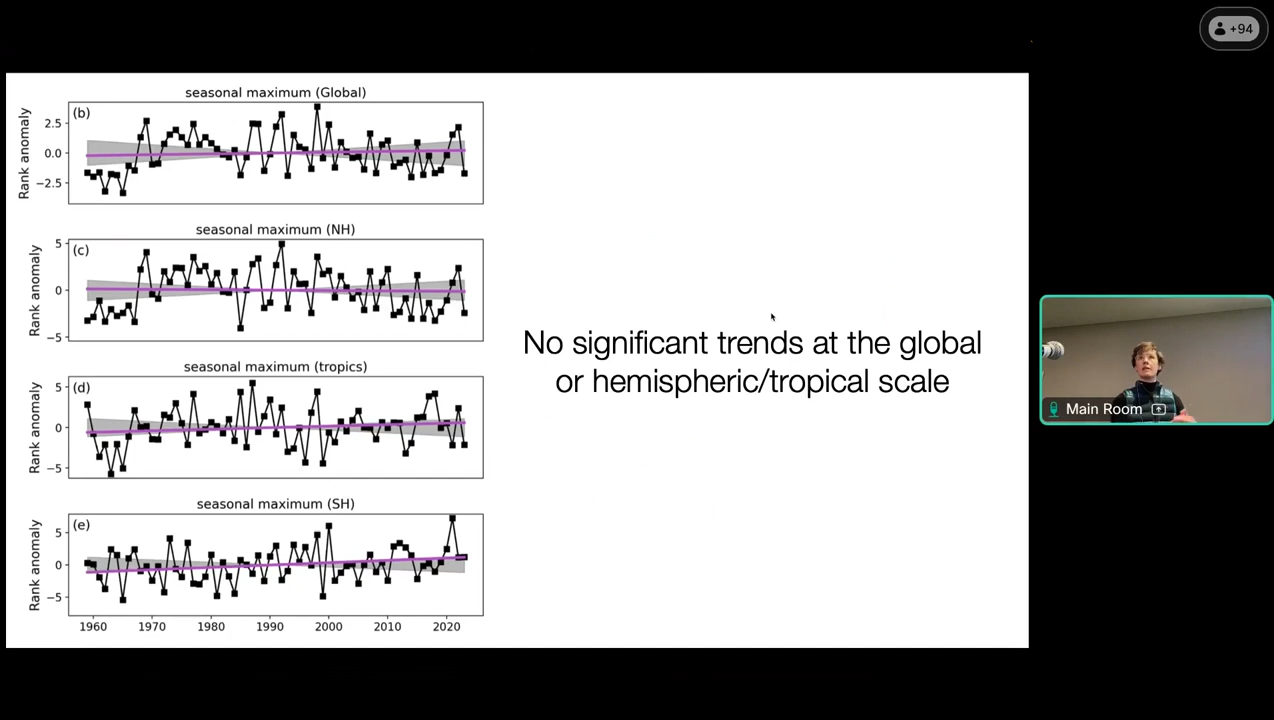 +94
seasonal maximum (Global)
(b)
Rank anomaly
2.5
0.0
−2.5
seasonal maximum (NH)
(c)
Rank anomaly
5
0
−5
seasonal maximum (tropics)
(d)
Rank anomaly
5
0
−5
seasonal maximum (SH)
(e)
Rank anomaly
5
0
−5
1960 1970 1980 1990 2000 2010 2020
No significant trends at the global
or hemispheric/tropical scale
Main Room